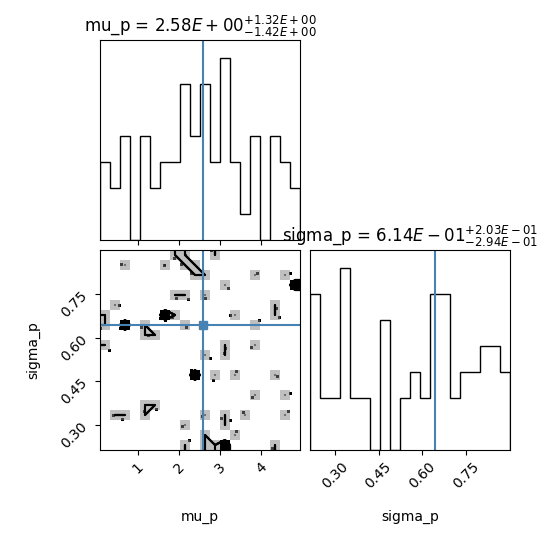 mu_p = 2.58E + 00+1.32E+00
−1.42E+00
sigma_p = 6.14E − 01+2.03E−01
−2.94E−01
0.75
0.60
0.45
0.30
sigma_p
1 2 3 4
mu_p
0.30 0.45 0.60 0.75
sigma_p